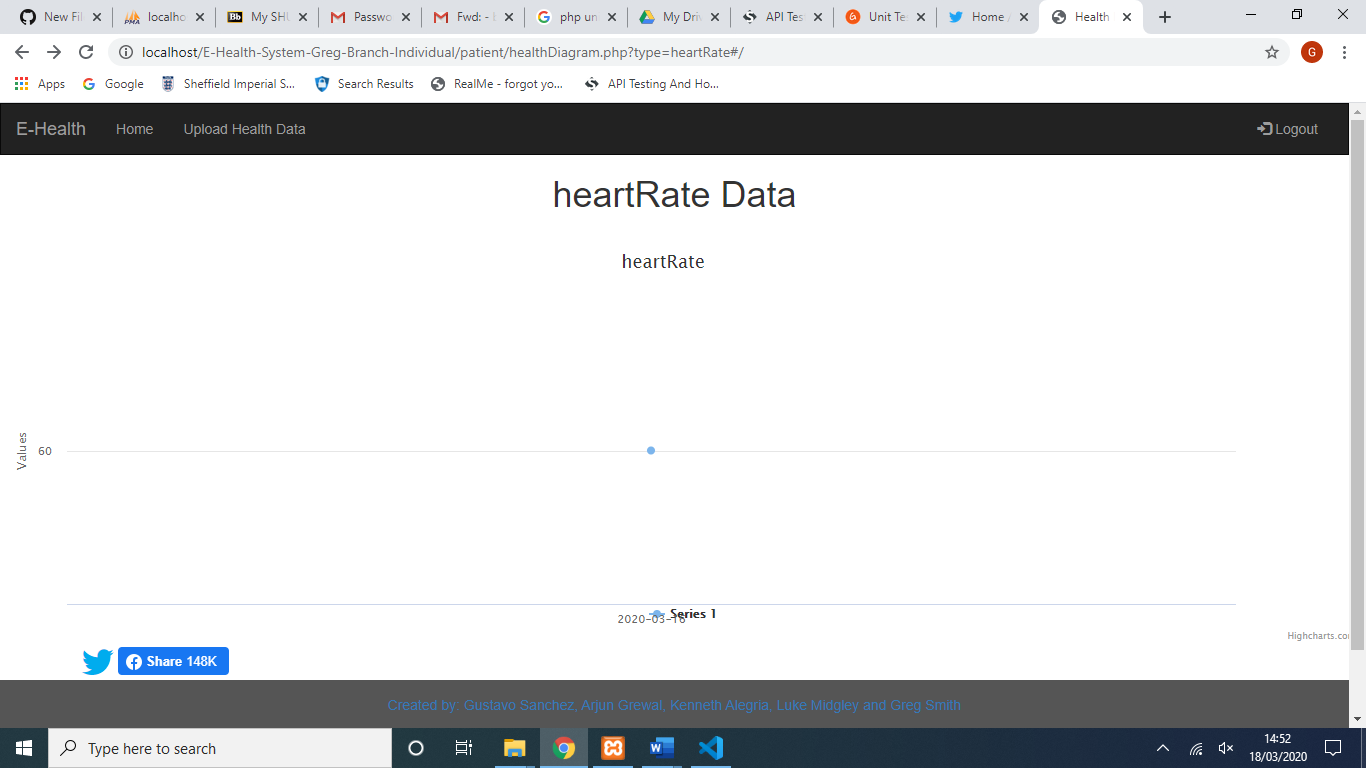 New Fil
localho
My SHU
Passwo
Fwd: - b
php un
My Driv
API Tes
Unit Tes
Home /
Health
localhost/E-Health-System-Greg-Branch-Individual/patient/healthDiagram.php?type=heartRate#/
G
Apps
Google
Sheffield Imperial S...
Search Results
RealMe - forgot yo...
API Testing And Ho...
E-Health
Home
Upload Health Data
Logout
heartRate Data
heartRate
Values
60
2020-03-16
Series 1
Highcharts.co
Share 148K
Created by: Gustavo Sanchez, Arjun Grewal, Kenneth Alegria, Luke Midgley and Greg Smith
Type here to search
14:52
18/03/2020